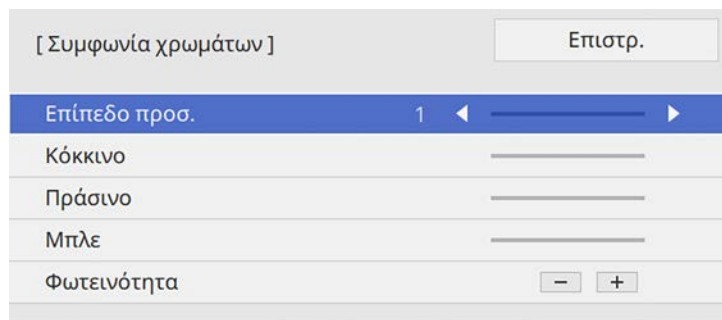 [ Συμφωνία χρωμάτων ]
Επιστρ.
Επίπεδο προσ. 1
Κόκκινο
Πράσινο
Μπλε
Φωτεινότητα − +